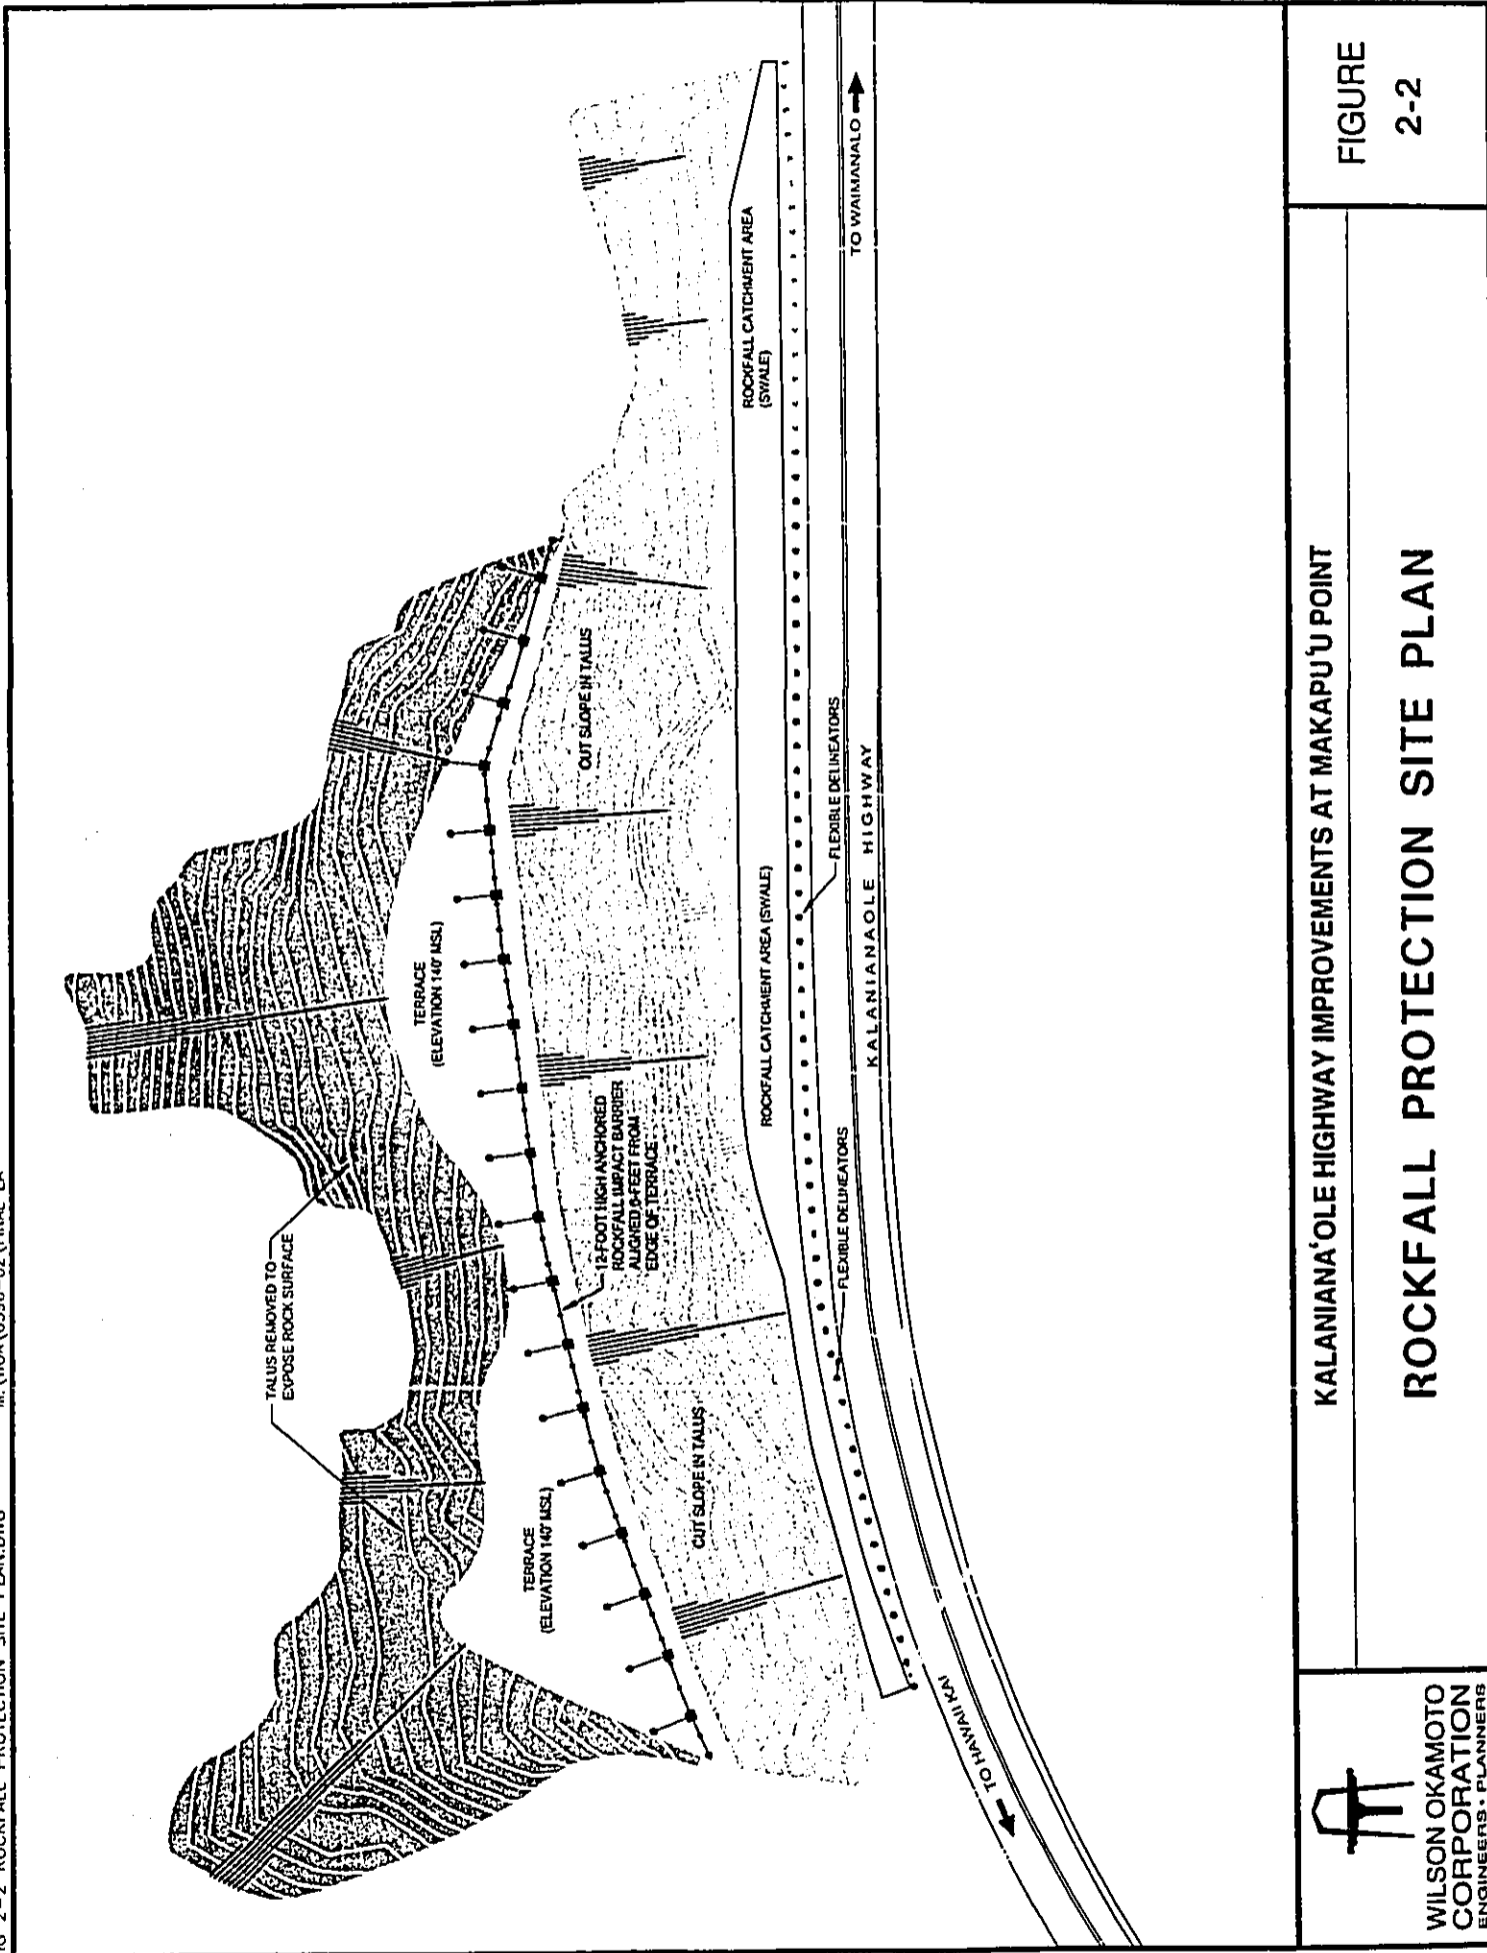 TALUS REMOVED TO
EXPOSE ROCK SURFACE
TERRACE
(ELEVATION 140' MSL)
TERRACE
(ELEVATION 140' MSL)
12-FOOT HIGH ANCHORED
ROCKFALL IMPACT BARRIER
ALIGNED 5-FEET FROM
EDGE OF TERRACE
CUT SLOPE IN TALUS
CUT SLOPE IN TALUS
ROCKFALL CATCHMENT AREA (SWALE)
ROCKFALL CATCHMENT AREA
(SWALE)
FLEXIBLE DELINEATORS
FLEXIBLE DELINEATORS
KALANIANAOLE HIGHWAY
TO HAWAII KAI
TO WAIMANALO
WILSON OKAMOTO
CORPORATION
ENGINEERS • PLANNERS
KALANIANA'OLE HIGHWAY IMPROVEMENTS AT MAKAPU'U POINT
ROCKFALL PROTECTION SITE PLAN
FIGURE
2-2